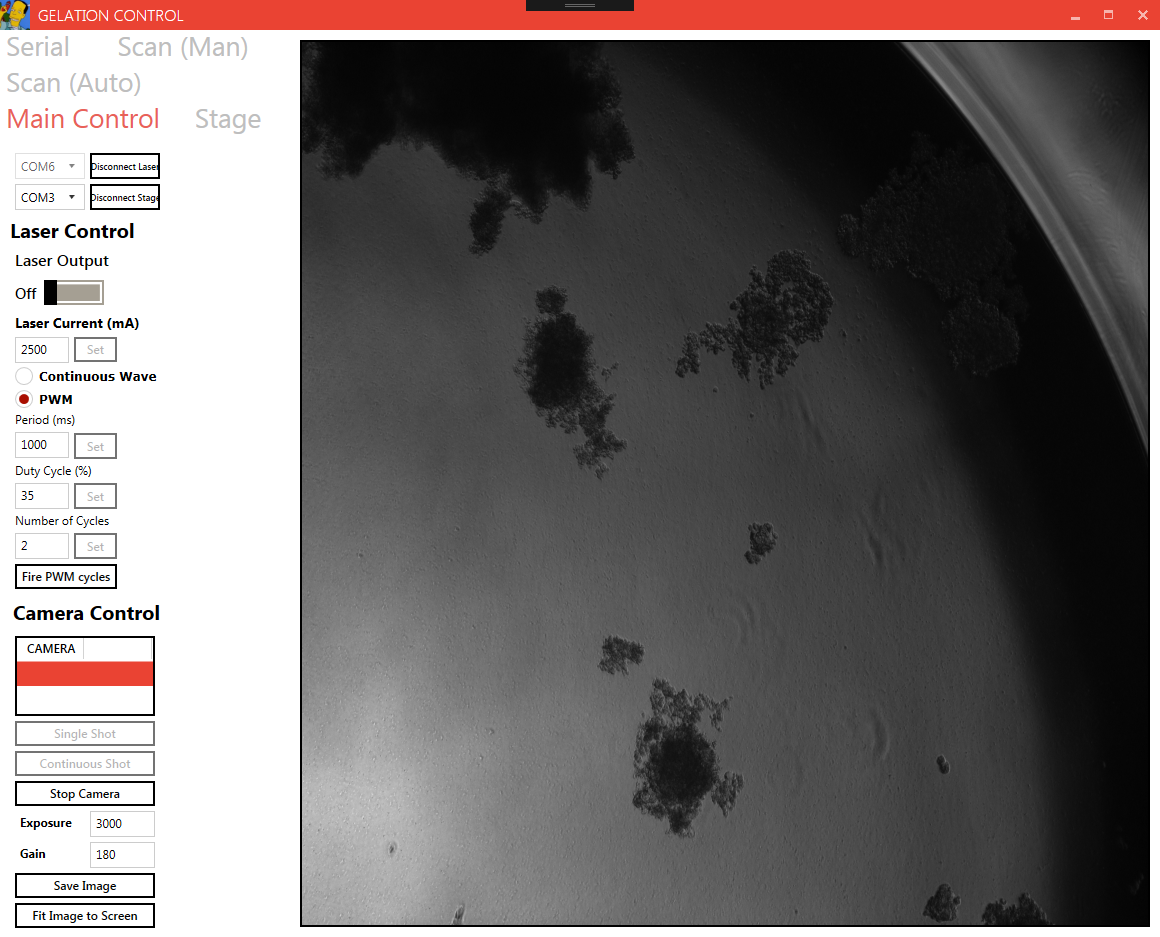 GELATION CONTROL
Serial Scan (Man)
Scan (Auto)
Main Control Stage
COM6 Disconnect Laser
COM3 Disconnect Stage
Laser Control
Laser Output
Off
Laser Current (mA)
2500 Set
Continuous Wave
PWM
Period (ms)
1000 Set
Duty Cycle (%)
35 Set
Number of Cycles
2 Set
Fire PWM cycles
Camera Control
CAMERA
Single Shot
Continuous Shot
Stop Camera
Exposure 3000
Gain 180
Save Image
Fit Image to Screen